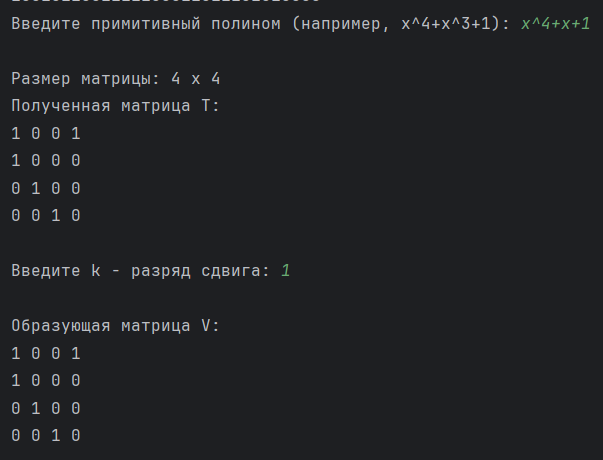 Введите примитивный полином (например, x^4+x^3+1): x^4+x+1
Размер матрицы: 4 x 4
Полученная матрица T:
1 0 0 1
1 0 0 0
0 1 0 0
0 0 1 0
Введите k - разряд сдвига: 1
Образующая матрица V:
1 0 0 1
1 0 0 0
0 1 0 0
0 0 1 0